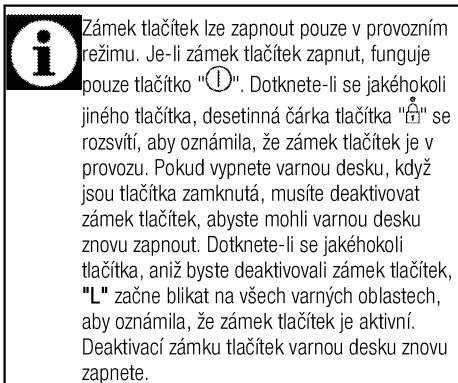 Zámek tlačítek lze zapnout pouze v provozním
režimu. Je-li zámek tlačítek zapnut, funguje
pouze tlačítko "". Dotknete-li se jakéhokoli
jiného tlačítka, desetinná čárka tlačítka "" se
rozsvítí, aby oznámila, že zámek tlačítek je v
provozu. Pokud vypnete varnou desku, když
jsou tlačítka zamknutá, musíte deaktivovat
zámek tlačítek, abyste mohli varnou desku
znovu zapnout. Dotknete-li se jakéhokoli
tlačítka, aniž byste deaktivovali zámek tlačítek,
"L" začne blikat na všech varných oblastech,
aby oznámila, že zámek tlačítek je aktivní.
Deaktivací zámku tlačítek varnou desku znovu
zapnete.